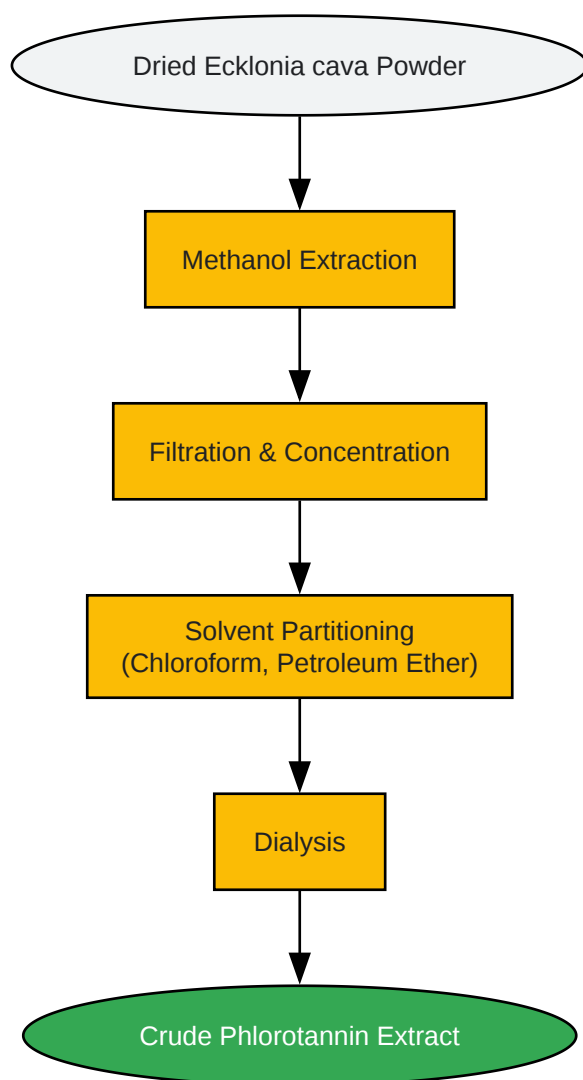 Dried Ecklonia cava Powder
Methanol Extraction
Filtration & Concentration
Solvent Partitioning
(Chloroform, Petroleum Ether)
Dialysis
Crude Phlorotannin Extract